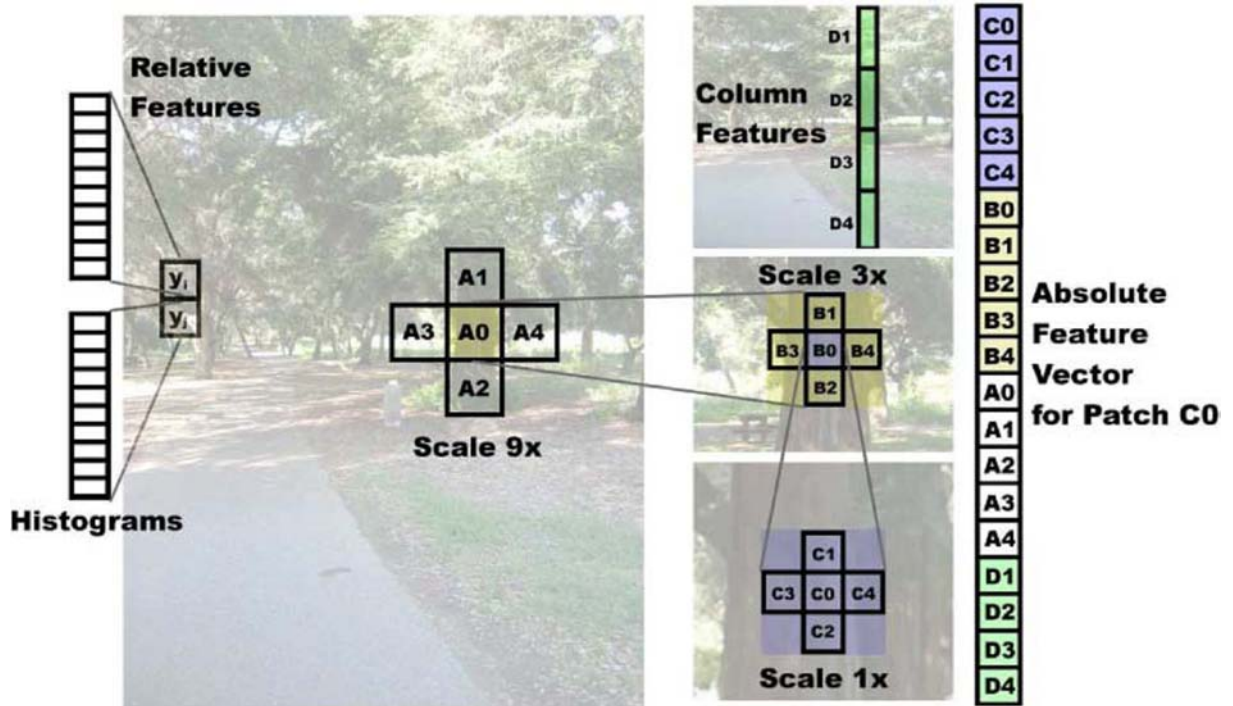 Relative
Features
y_i
y_j
Histograms
A1
A3 A0 A4
A2
Scale 9x
Column
Features
D1
D2
D3
D4
Scale 3x
B1
B3 B0 B4
B2
C1
C3 C0 C4
C2
Scale 1x
C0
C1
C2
C3
C4
B0
B1
B2
B3
B4
A0
A1
A2
A3
A4
D1
D2
D3
D4
Absolute
Feature
Vector
for Patch C0